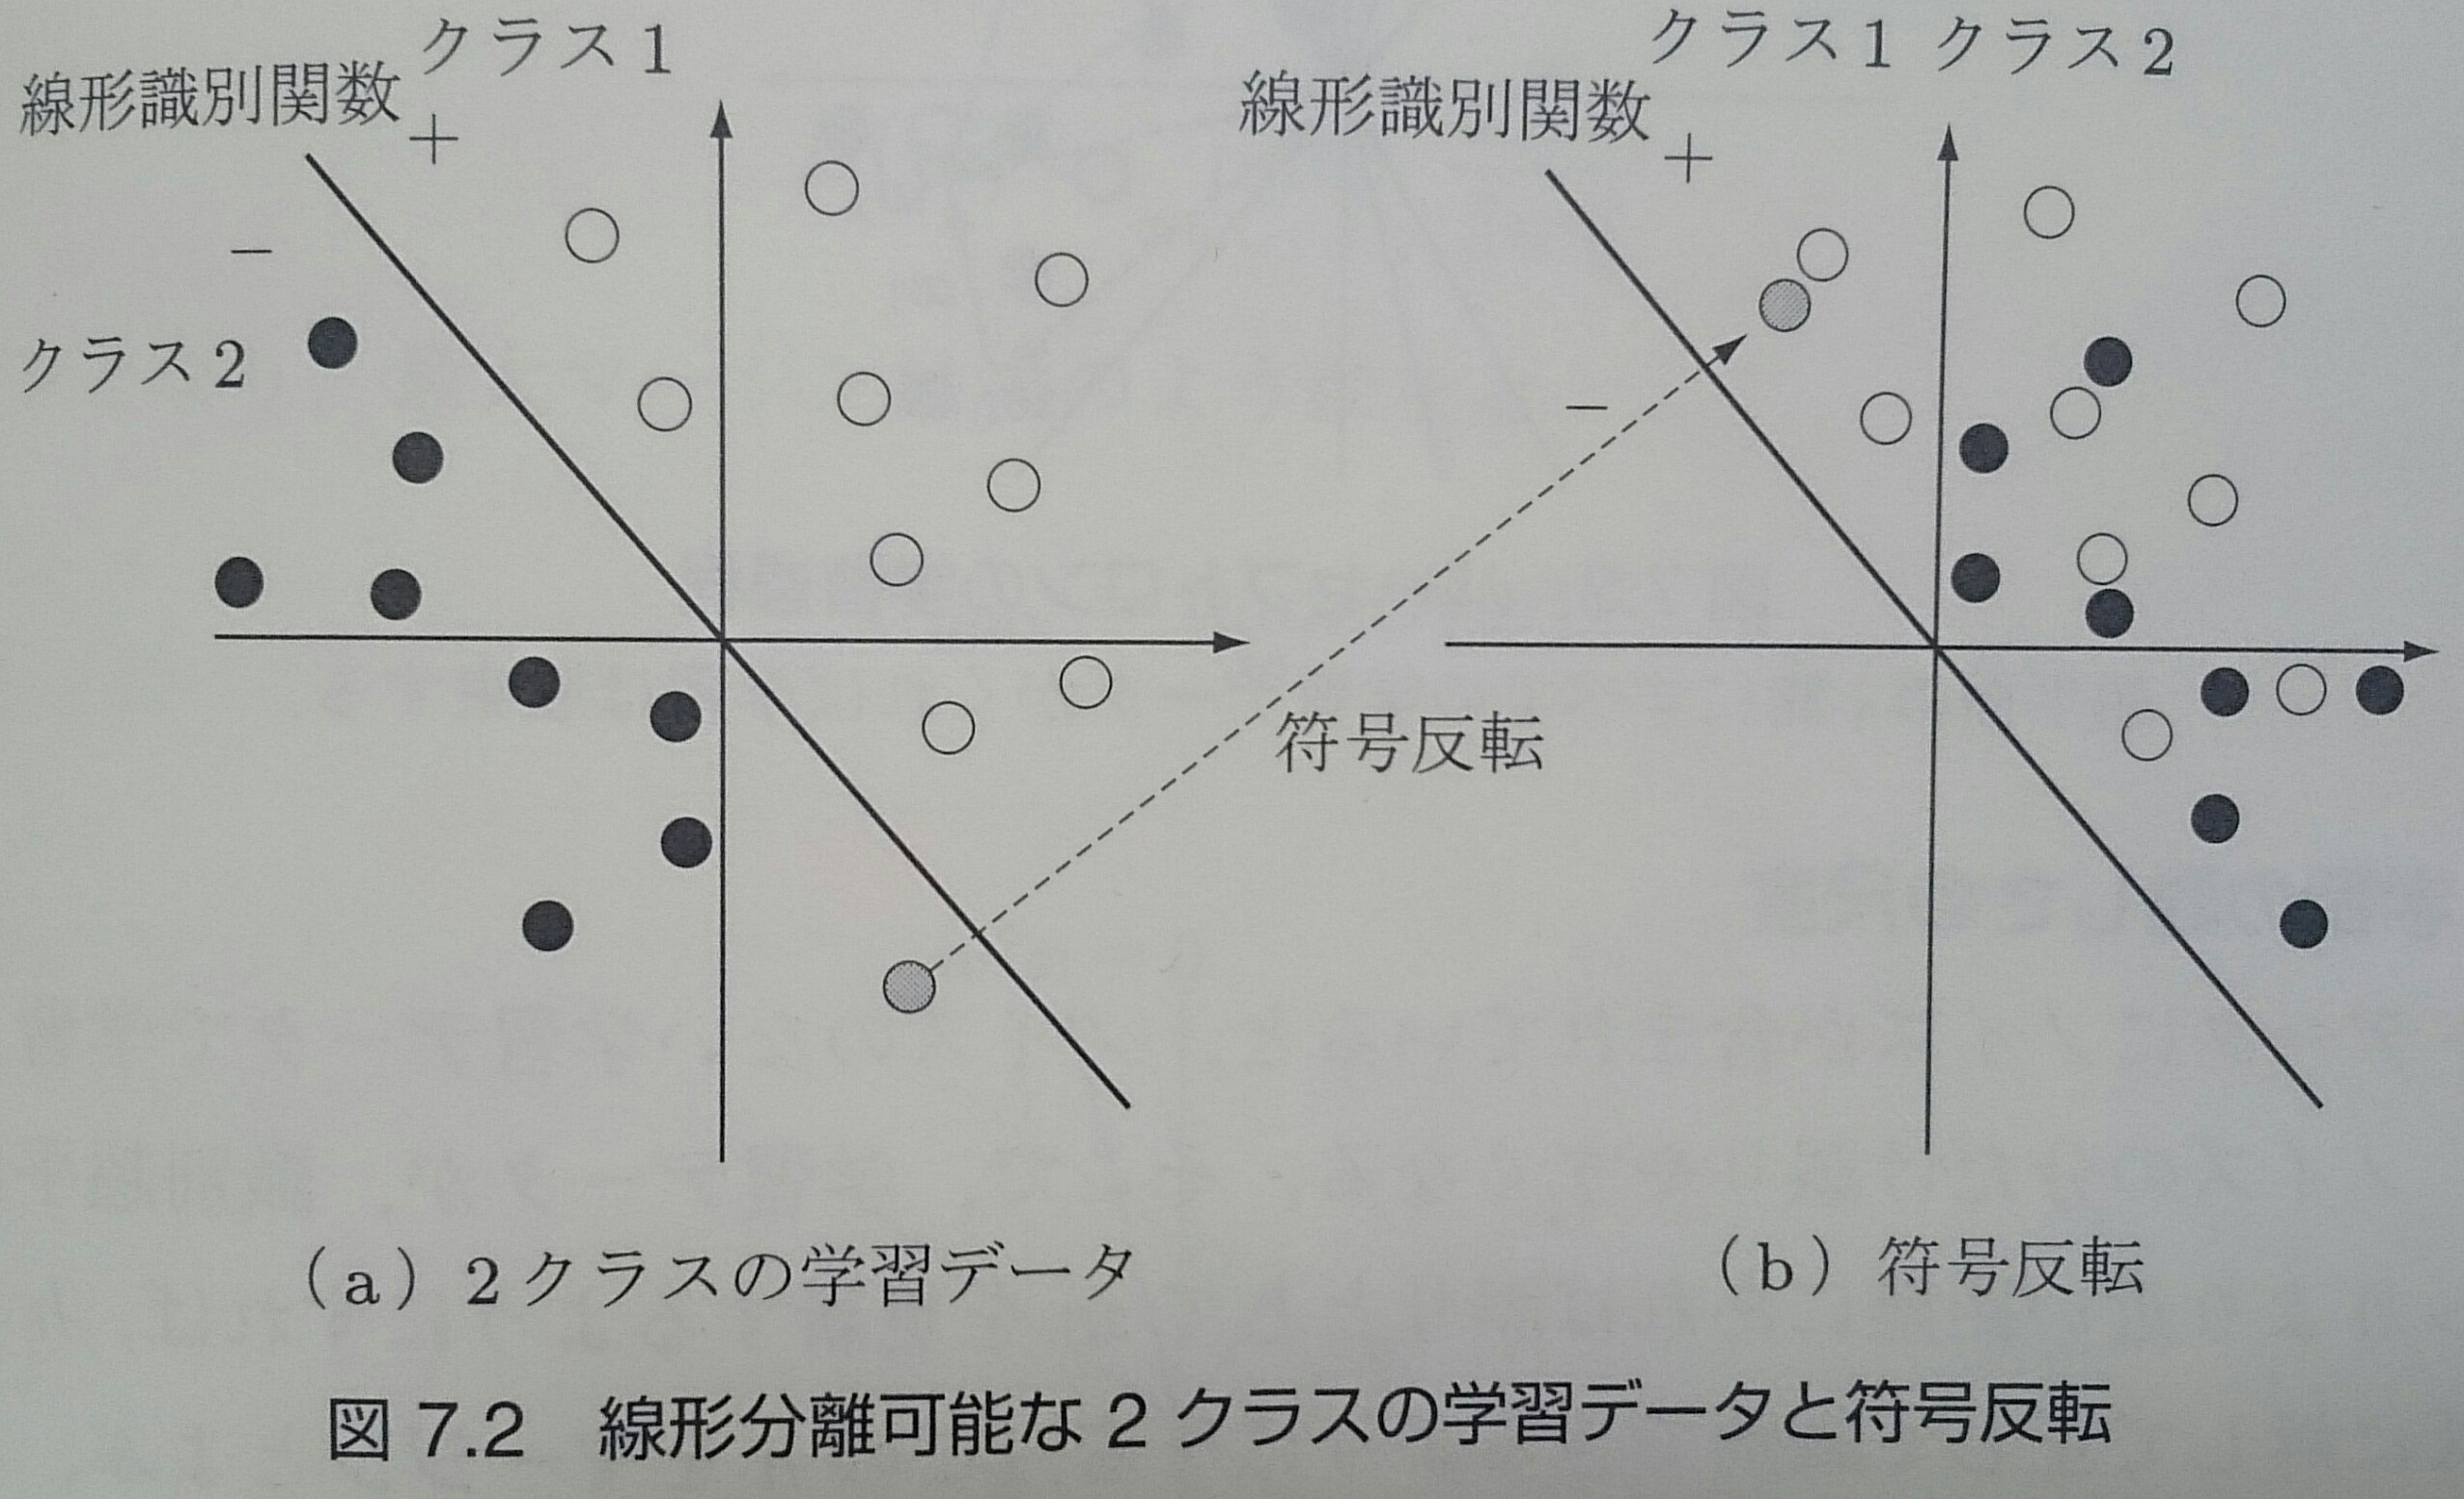 クラス1
線形識別関数
+
−
クラス2
クラス1 クラス2
線形識別関数
+
−
符号反転
(a) 2クラスの学習データ
(b) 符号反転
図 7.2 線形分離可能な 2 クラスの学習データと符号反転